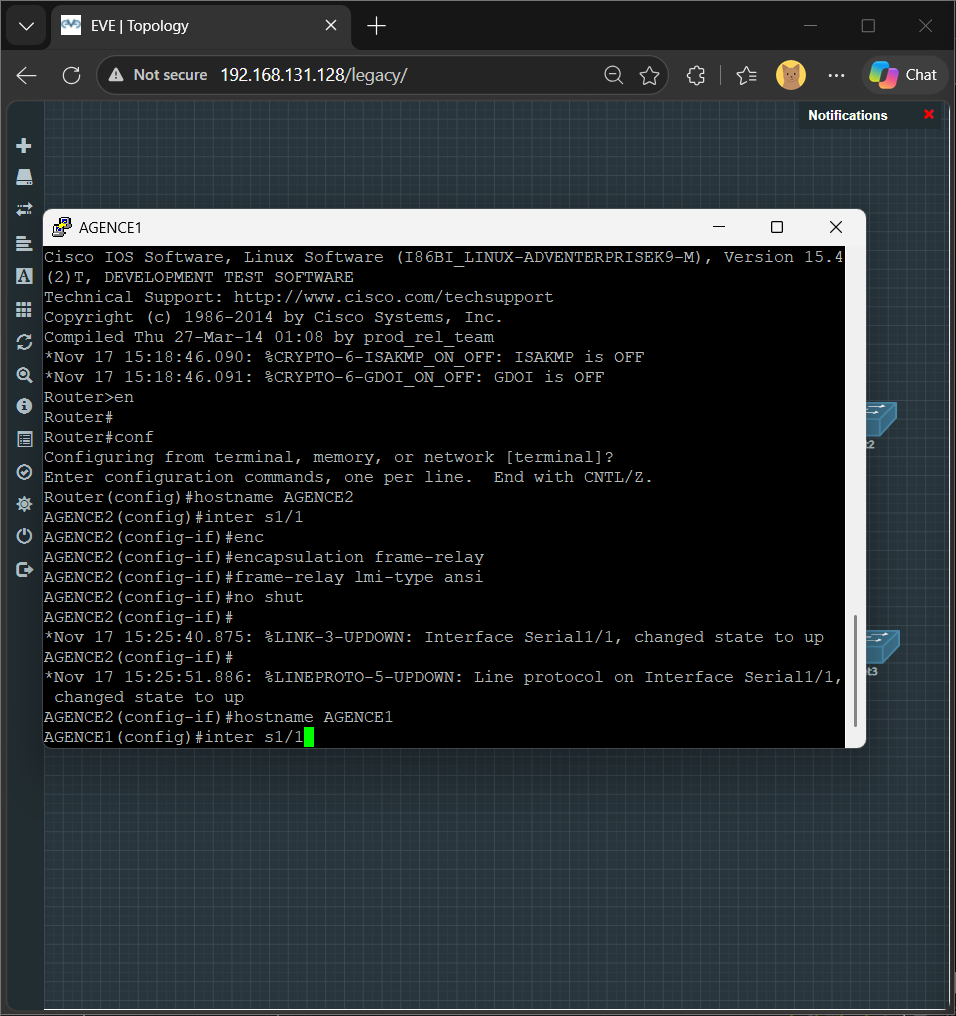 EVE | Topology
Not secure 192.168.131.128/legacy/
Chat
Notifications
AGENCE1
Cisco IOS Software, Linux Software (I86BI_LINUX-ADVENTERPRISEK9-M), Version 15.4
(2)T, DEVELOPMENT TEST SOFTWARE
Technical Support: http://www.cisco.com/techsupport
Copyright (c) 1986-2014 by Cisco Systems, Inc.
Compiled Thu 27-Mar-14 01:08 by prod_rel_team
*Nov 17 15:18:46.090: %CRYPTO-6-ISAKMP_ON_OFF: ISAKMP is OFF
*Nov 17 15:18:46.091: %CRYPTO-6-GDOI_ON_OFF: GDOI is OFF
Router>en
Router#
Router#conf
Configuring from terminal, memory, or network [terminal]?
Enter configuration commands, one per line.  End with CNTL/Z.
Router(config)#hostname AGENCE2
AGENCE2(config)#inter s1/1
AGENCE2(config-if)#enc
AGENCE2(config-if)#encapsulation frame-relay
AGENCE2(config-if)#frame-relay lmi-type ansi
AGENCE2(config-if)#no shut
AGENCE2(config-if)#
*Nov 17 15:25:40.875: %LINK-3-UPDOWN: Interface Serial1/1, changed state to up
AGENCE2(config-if)#
*Nov 17 15:25:51.886: %LINEPROTO-5-UPDOWN: Line protocol on Interface Serial1/1,
changed state to up
AGENCE2(config-if)#hostname AGENCE1
AGENCE1(config)#inter s1/1